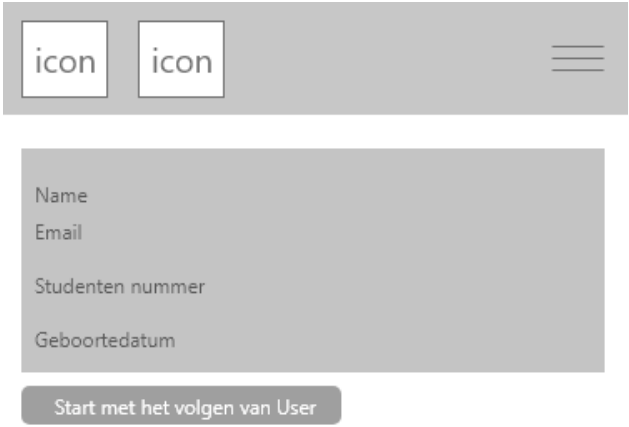 icon icon
Name
Email
Studenten nummer
Geboortedatum
Start met het volgen van User